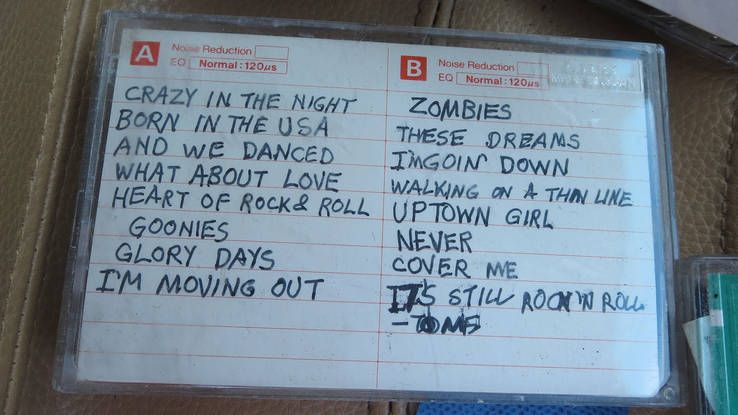 A Noise Reduction
EQ Normal : 120µs
CRAZY IN THE NIGHT
BORN IN THE USA
AND WE DANCED
WHAT ABOUT LOVE
HEART OF ROCK & ROLL
GOONIES
GLORY DAYS
I'M MOVING OUT
B Noise Reduction
EQ Normal : 120µs
ZOMBIES
THESE DREAMS
I'M GOIN' DOWN
WALKING ON A THIN LINE
UPTOWN GIRL
NEVER
COVER ME
IT'S STILL ROCK 'N ROLL
- TO ME